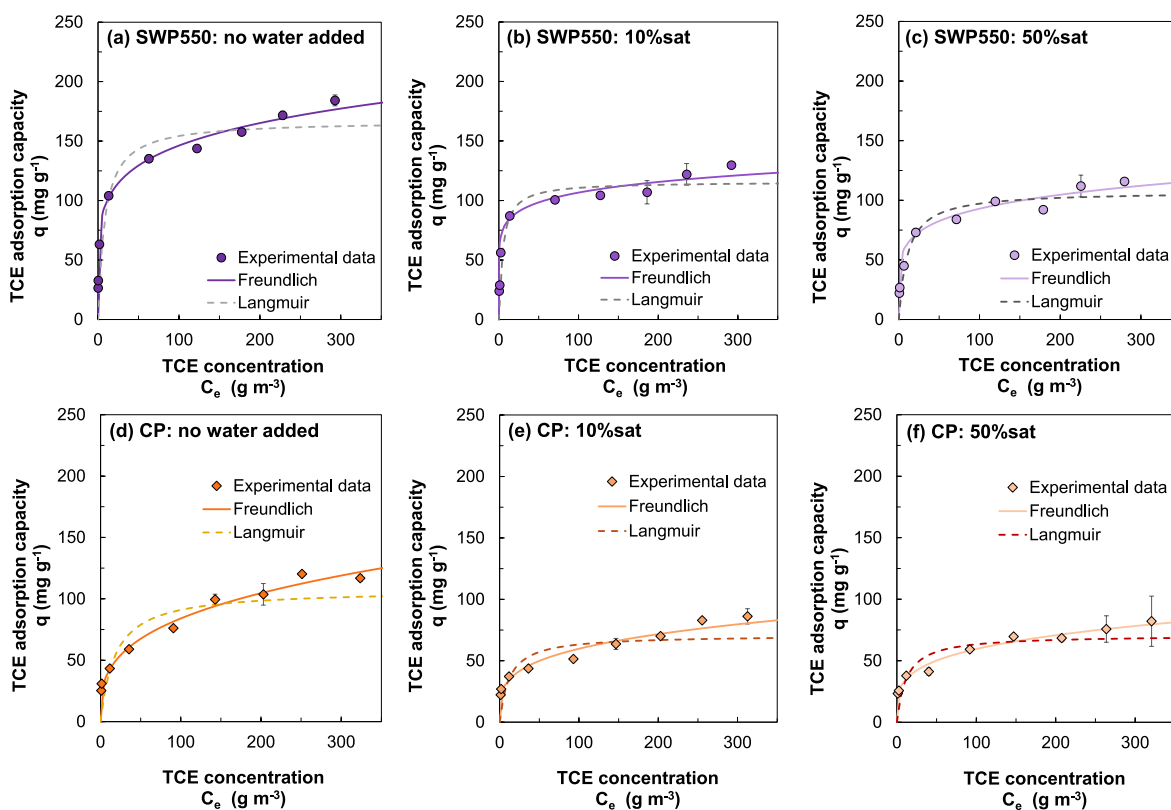 (a) SWP550: no water added
TCE adsorption capacity
q (mg g-1)
250
200
150
100
50
0
Experimental data
Freundlich
Langmuir
0 100 200 300
TCE concentration
Ce (g m-3)
(b) SWP550: 10%sat
TCE adsorption capacity
q (mg g-1)
250
200
150
100
50
0
Experimental data
Freundlich
Langmuir
0 100 200 300
TCE concentration
Ce (g m-3)
(c) SWP550: 50%sat
TCE adsorption capacity
q (mg g-1)
250
200
150
100
50
0
Experimental data
Freundlich
Langmuir
0 100 200 300
TCE concentration
Ce (g m-3)
(d) CP: no water added
TCE adsorption capacity
q (mg g-1)
250
200
150
100
50
0
Experimental data
Freundlich
Langmuir
0 100 200 300
TCE concentration
Ce (g m-3)
(e) CP: 10%sat
TCE adsorption capacity
q (mg g-1)
250
200
150
100
50
0
Experimental data
Freundlich
Langmuir
0 100 200 300
TCE concentration
Ce (g m-3)
(f) CP: 50%sat
TCE adsorption capacity
q (mg g-1)
250
200
150
100
50
0
Experimental data
Freundlich
Langmuir
0 100 200 300
TCE concentration
Ce (g m-3)